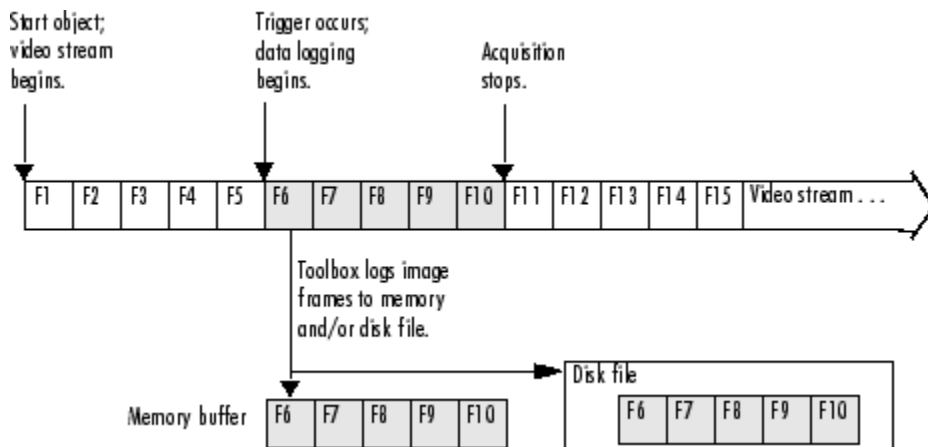 Start object;
video stream
begins.
Trigger occurs;
data logging
begins.
Acquisition
stops.
F1 F2 F3 F4 F5 F6 F7 F8 F9 F10 F11 F12 F13 F14 F15 Video stream . . .
Toolbox logs image
frames to memory
and/or disk file.
Disk file
Memory buffer F6 F7 F8 F9 F10
F6 F7 F8 F9 F10